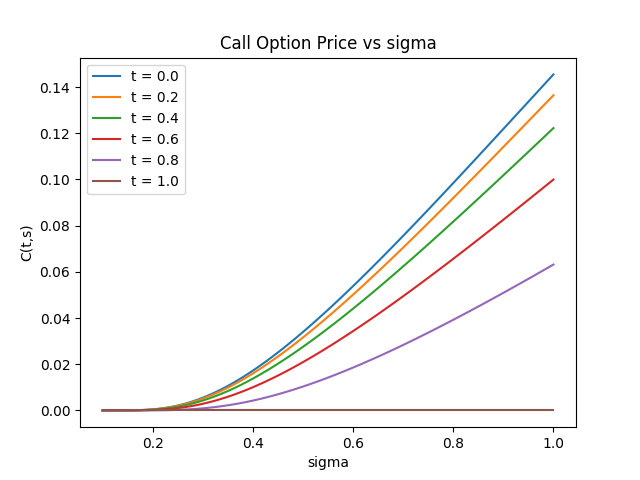 Call Option Price vs sigma
t = 0.0
t = 0.2
t = 0.4
t = 0.6
t = 0.8
t = 1.0
C(t,s)
0.14
0.12
0.10
0.08
0.06
0.04
0.02
0.00
0.2
0.4
0.6
0.8
1.0
sigma